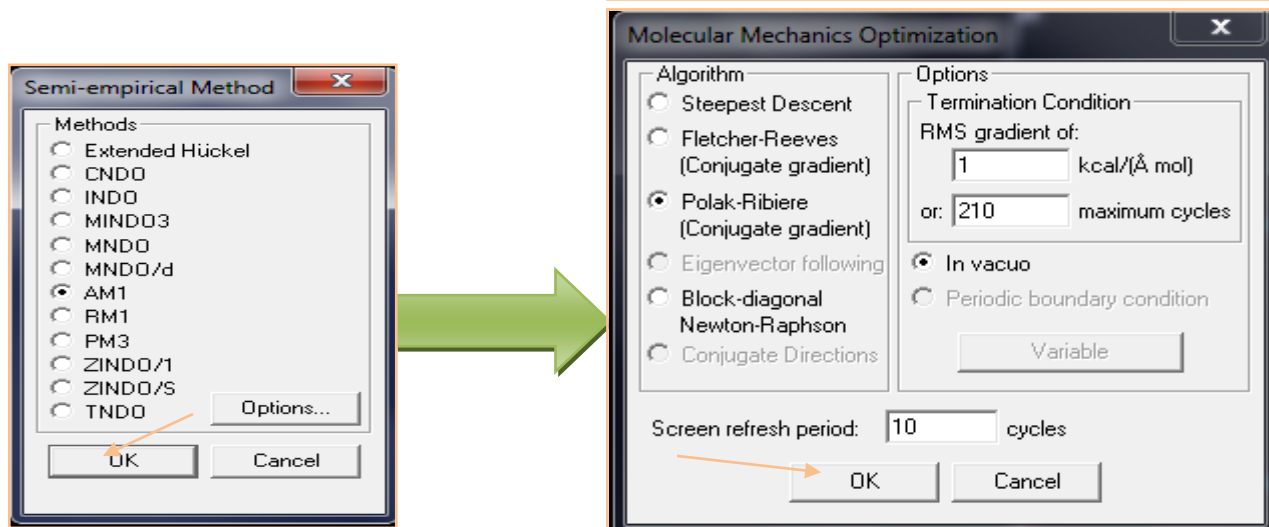 Semi-empirical Method
Methods
Extended Hückel
CNDO
INDO
MINDO3
MNDO
MNDO/d
AM1
RM1
PM3
ZINDO/1
ZINDO/S
TNDO
Options...
OK
Cancel
Molecular Mechanics Optimization
Algorithm
Steepest Descent
Fletcher-Reeves
(Conjugate gradient)
Polak-Ribiere
(Conjugate gradient)
Eigenvector following
Block-diagonal
Newton-Raphson
Conjugate Directions
Options
Termination Condition
RMS gradient of:
1 kcal/(Å mol)
or: 210 maximum cycles
In vacuo
Periodic boundary condition
Variable
Screen refresh period: 10 cycles
OK
Cancel